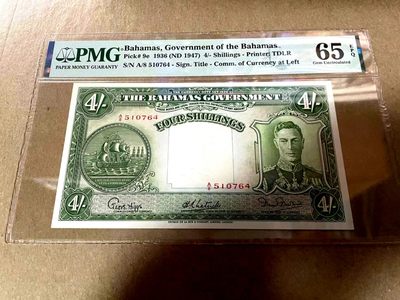 PMG
PAPER MONEY GUARANTY
Bahamas, Government of the Bahamas
Pick# 9e 1936 (ND 1947) 4/- Shillings - Printer: TDLR
S/N A/8 510764 - Sign. Title - Comm. of Currency at Left
65 EPQ
Gem Uncirculated
4/-
4/-
THE BAHAMAS GOVERNMENT
A/8 510764
FOUR SHILLINGS
A/8 510764
4/-
4/-